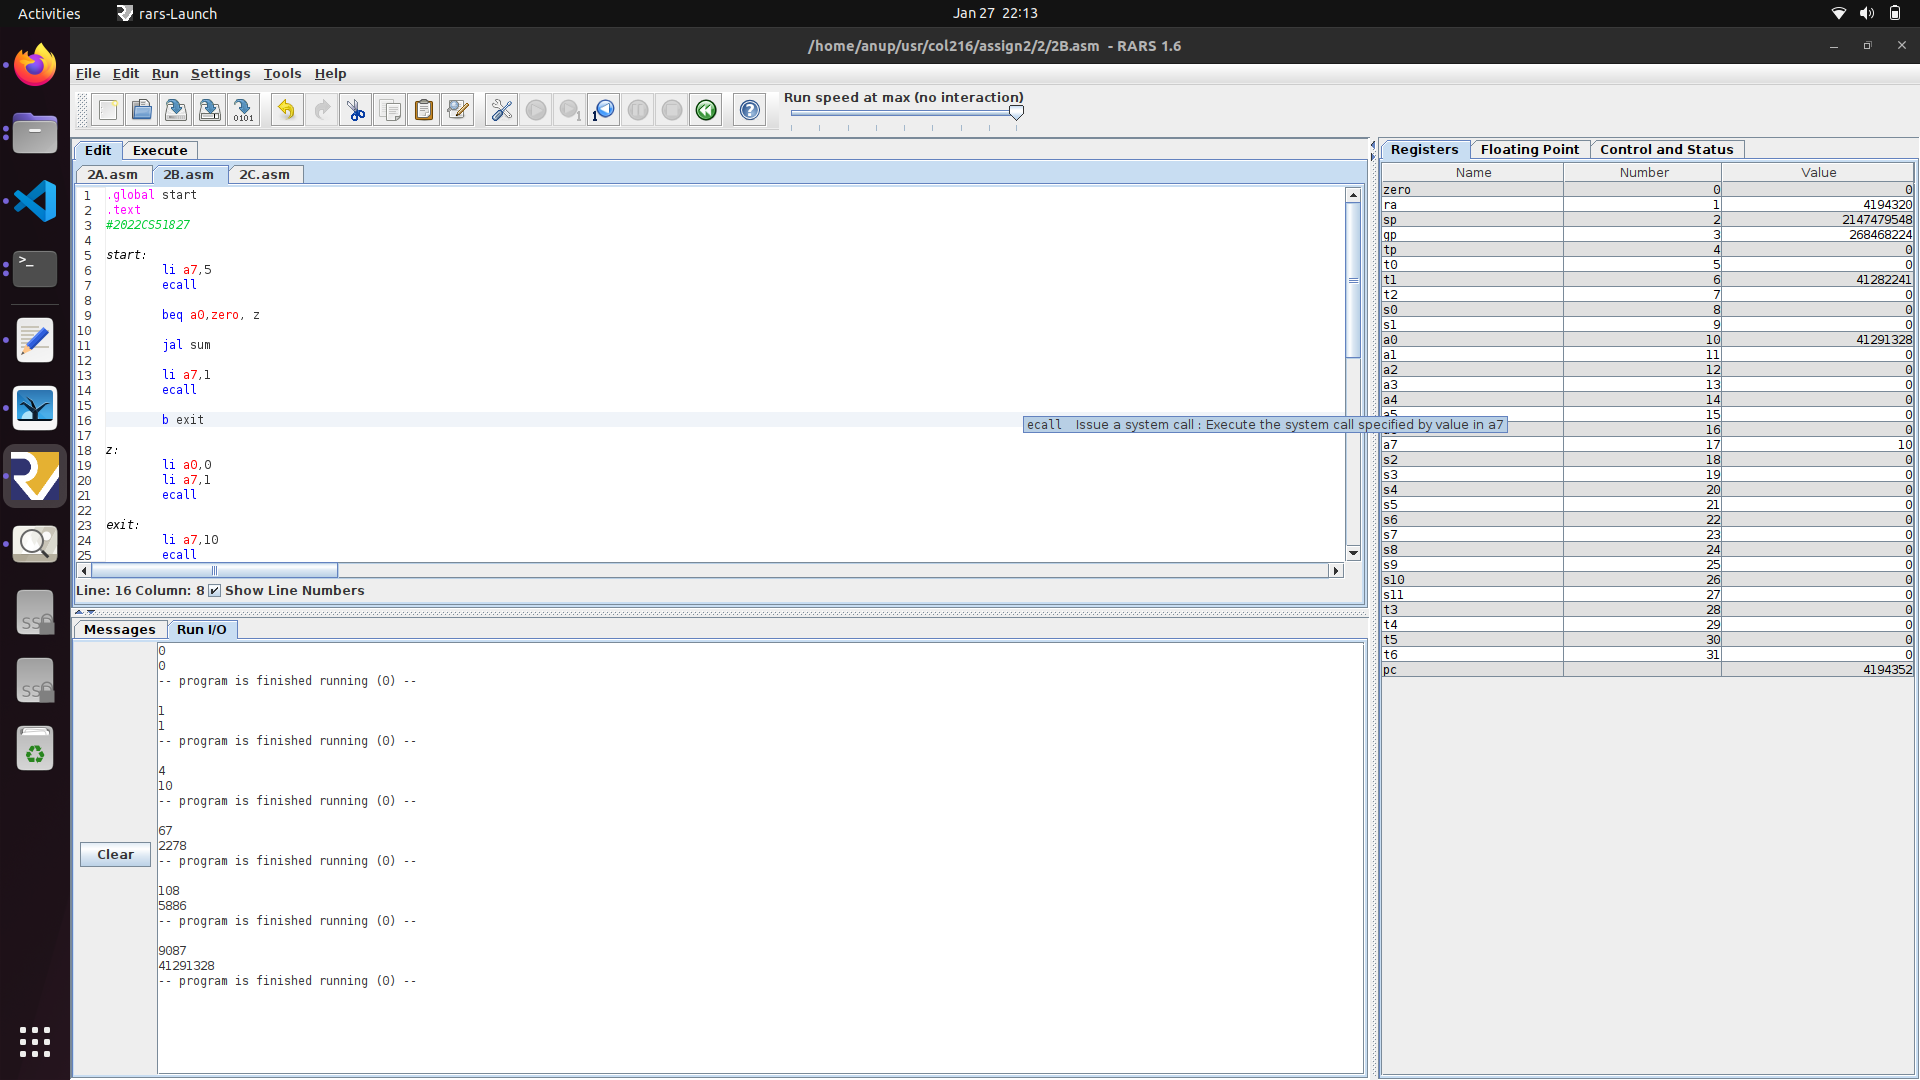 Activities
rars-Launch
Jan 27 22:13
/home/anup/usr/col216/assign2/2/2B.asm - RARS 1.6
File Edit Run Settings Tools Help
Run speed at max (no interaction)
Edit Execute
2A.asm 2B.asm 2C.asm
1 .global start
2 .text
3 #2022CS51827
4
5 start:
6 li a7,5
7 ecall
8
9 beq a0,zero, z
10
11 jal sum
12
13 li a7,1
14 ecall
15
16 b exit
17
18 z:
19 li a0,0
20 li a7,1
21 ecall
22
23 exit:
24 li a7,10
25 ecall
ecall Issue a system call : Execute the system call specified by value in a7
Line: 16 Column: 8 Show Line Numbers
Messages Run I/O
Clear
0
0
-- program is finished running (0) --
1
1
-- program is finished running (0) --
4
10
-- program is finished running (0) --
67
2278
-- program is finished running (0) --
108
5886
-- program is finished running (0) --
9087
41291328
-- program is finished running (0) --
Registers Floating Point Control and Status
Name Number Value
zero 0 0
ra 1 4194320
sp 2 2147479548
gp 3 268468224
tp 4 0
t0 5 0
t1 6 41282241
t2 7 0
s0 8 0
s1 9 0
a0 10 41291328
a1 11 0
a2 12 0
a3 13 0
a4 14 0
a5 15 0
16 0
a7 17 10
s2 18 0
s3 19 0
s4 20 0
s5 21 0
s6 22 0
s7 23 0
s8 24 0
s9 25 0
s10 26 0
s11 27 0
t3 28 0
t4 29 0
t5 30 0
t6 31 0
pc 4194352